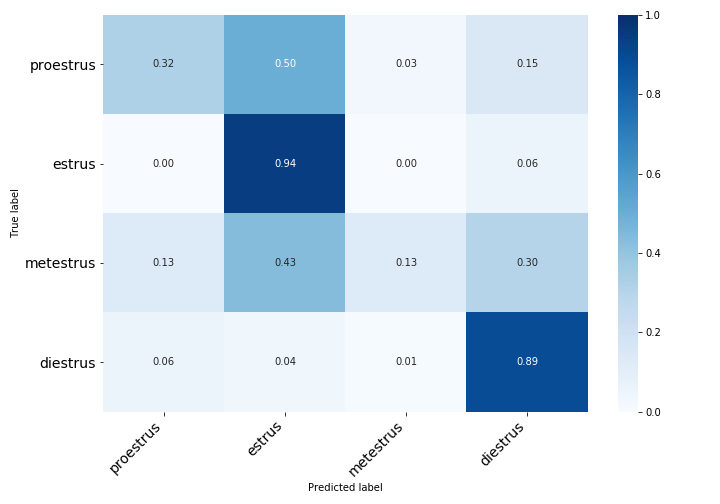 proestrus 0.32 0.50 0.03 0.15
estrus 0.00 0.94 0.00 0.06
metestrus 0.13 0.43 0.13 0.30
diestrus 0.06 0.04 0.01 0.89
True label
proestrus estrus metestrus diestrus
Predicted label
1.0
0.8
0.6
0.4
0.2
0.0